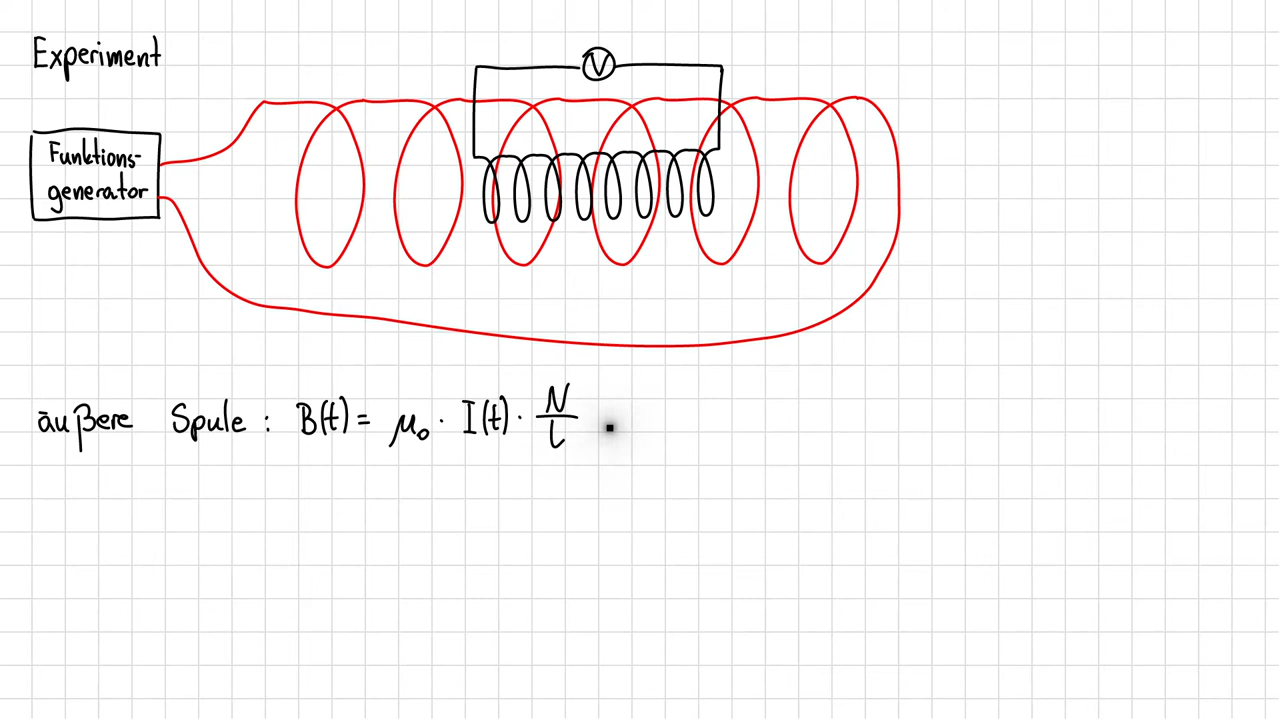 Experiment
V
Funktions-
generator
äußere Spule : B(t) = μ₀ · I(t) · N/l